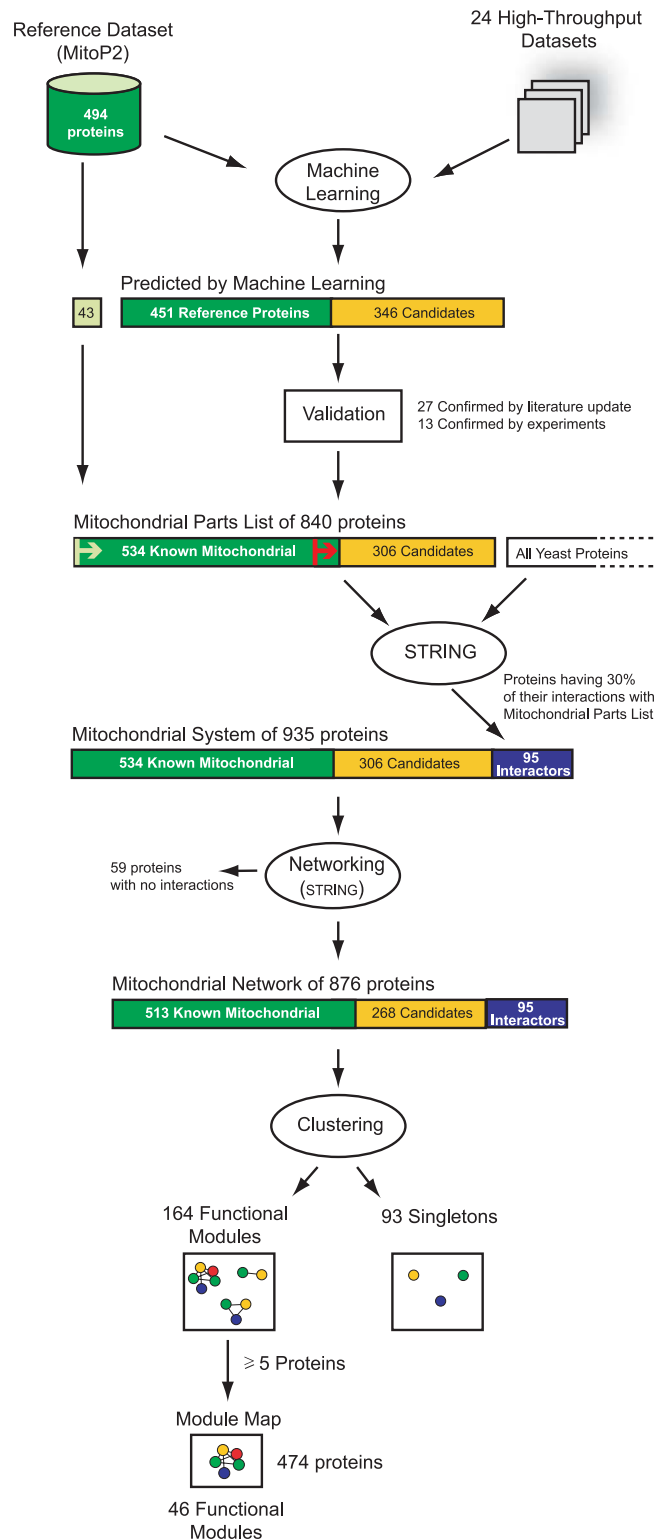 Reference Dataset
(MitoP2)
24 High-Throughput
Datasets
494
proteins
Machine
Learning
Predicted by Machine Learning
43
451 Reference Proteins
346 Candidates
Validation
27 Confirmed by literature update
13 Confirmed by experiments
Mitochondrial Parts List of 840 proteins
534 Known Mitochondrial
306 Candidates
All Yeast Proteins
STRING
Proteins having 30%
of their interactions with
Mitochondrial Parts List
Mitochondrial System of 935 proteins
534 Known Mitochondrial
306 Candidates
95
Interactors
59 proteins
with no interactions
Networking
(STRING)
Mitochondrial Network of 876 proteins
513 Known Mitochondrial
268 Candidates
95
Interactors
Clustering
164 Functional
Modules
93 Singletons
⩾ 5 Proteins
Module Map
474 proteins
46 Functional
Modules